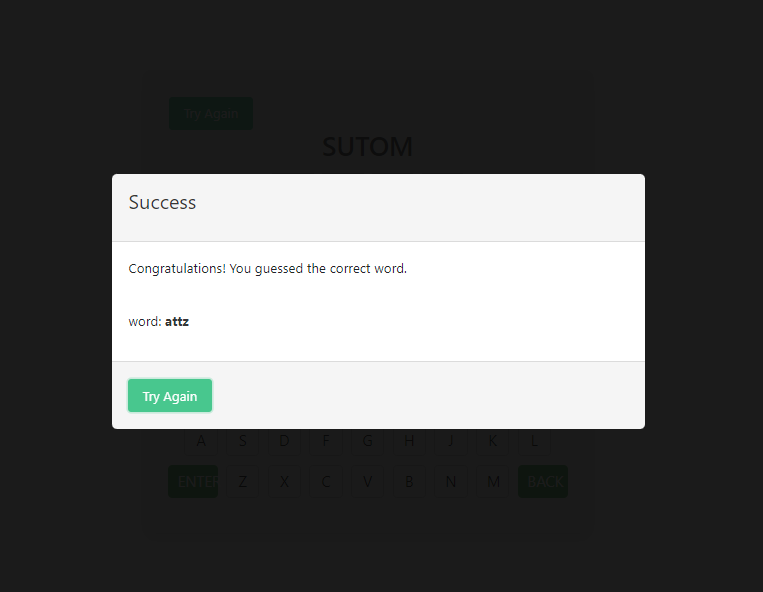 Try Again
SUTOM
Success
Congratulations! You guessed the correct word.
word: attz
Try Again
A S D F G H J K L
ENTER Z X C V B N M BACK